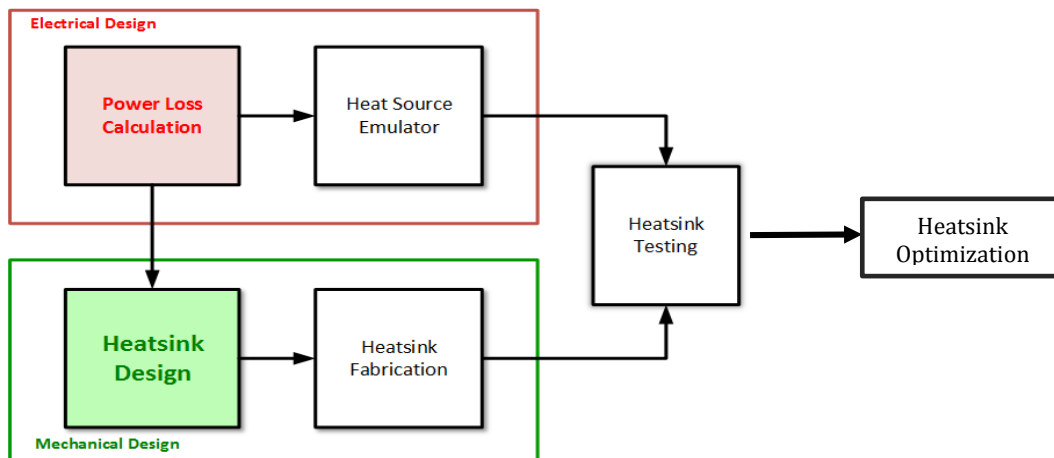 Electrical Design
Power Loss
Calculation
Heat Source
Emulator
Heatsink
Testing
Heatsink
Optimization
Heatsink
Design
Heatsink
Fabrication
Mechanical Design